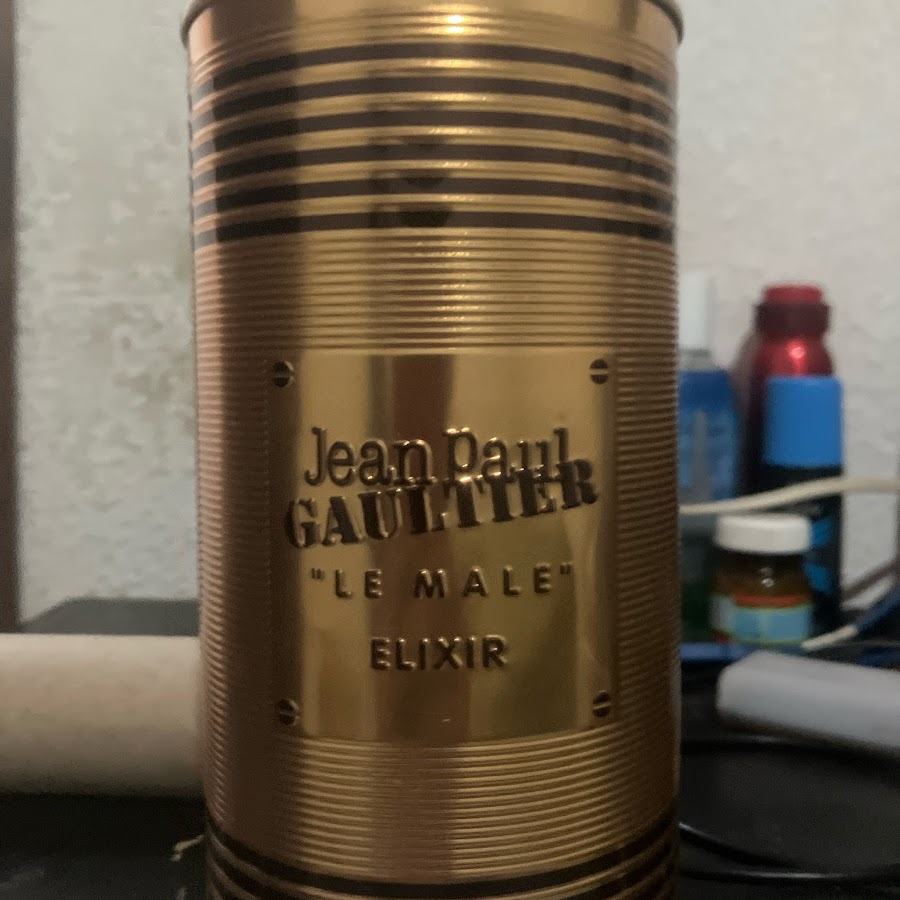 Jean Paul
GAULTIER
"LE MALE"
ELIXIR